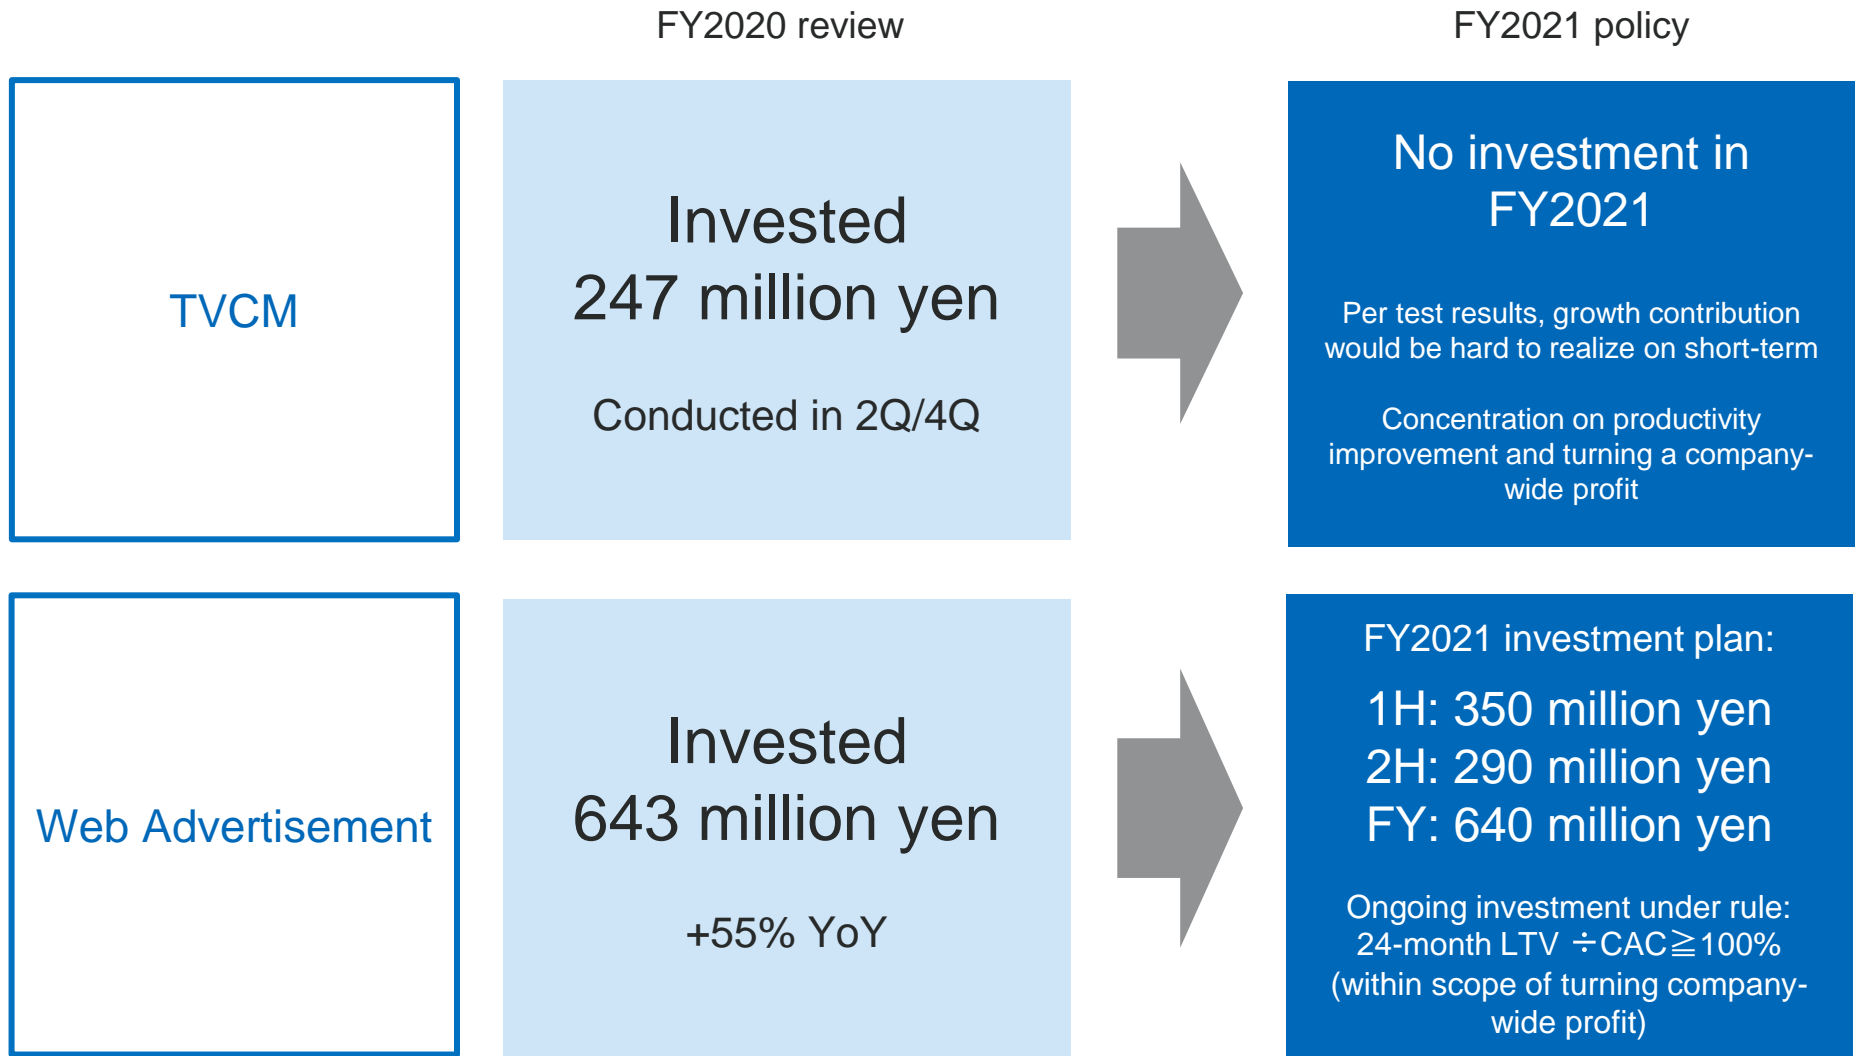 FY2020 review
FY2021 policy
TVCM
Invested
247 million yen
Conducted in 2Q/4Q
No investment in
FY2021
Per test results, growth contribution
would be hard to realize on short-term
Concentration on productivity
improvement and turning a company-
wide profit
Web Advertisement
Invested
643 million yen
+55% YoY
FY2021 investment plan:
1H: 350 million yen
2H: 290 million yen
FY: 640 million yen
Ongoing investment under rule:
24-month LTV ÷CAC≧100%
(within scope of turning company-
wide profit)